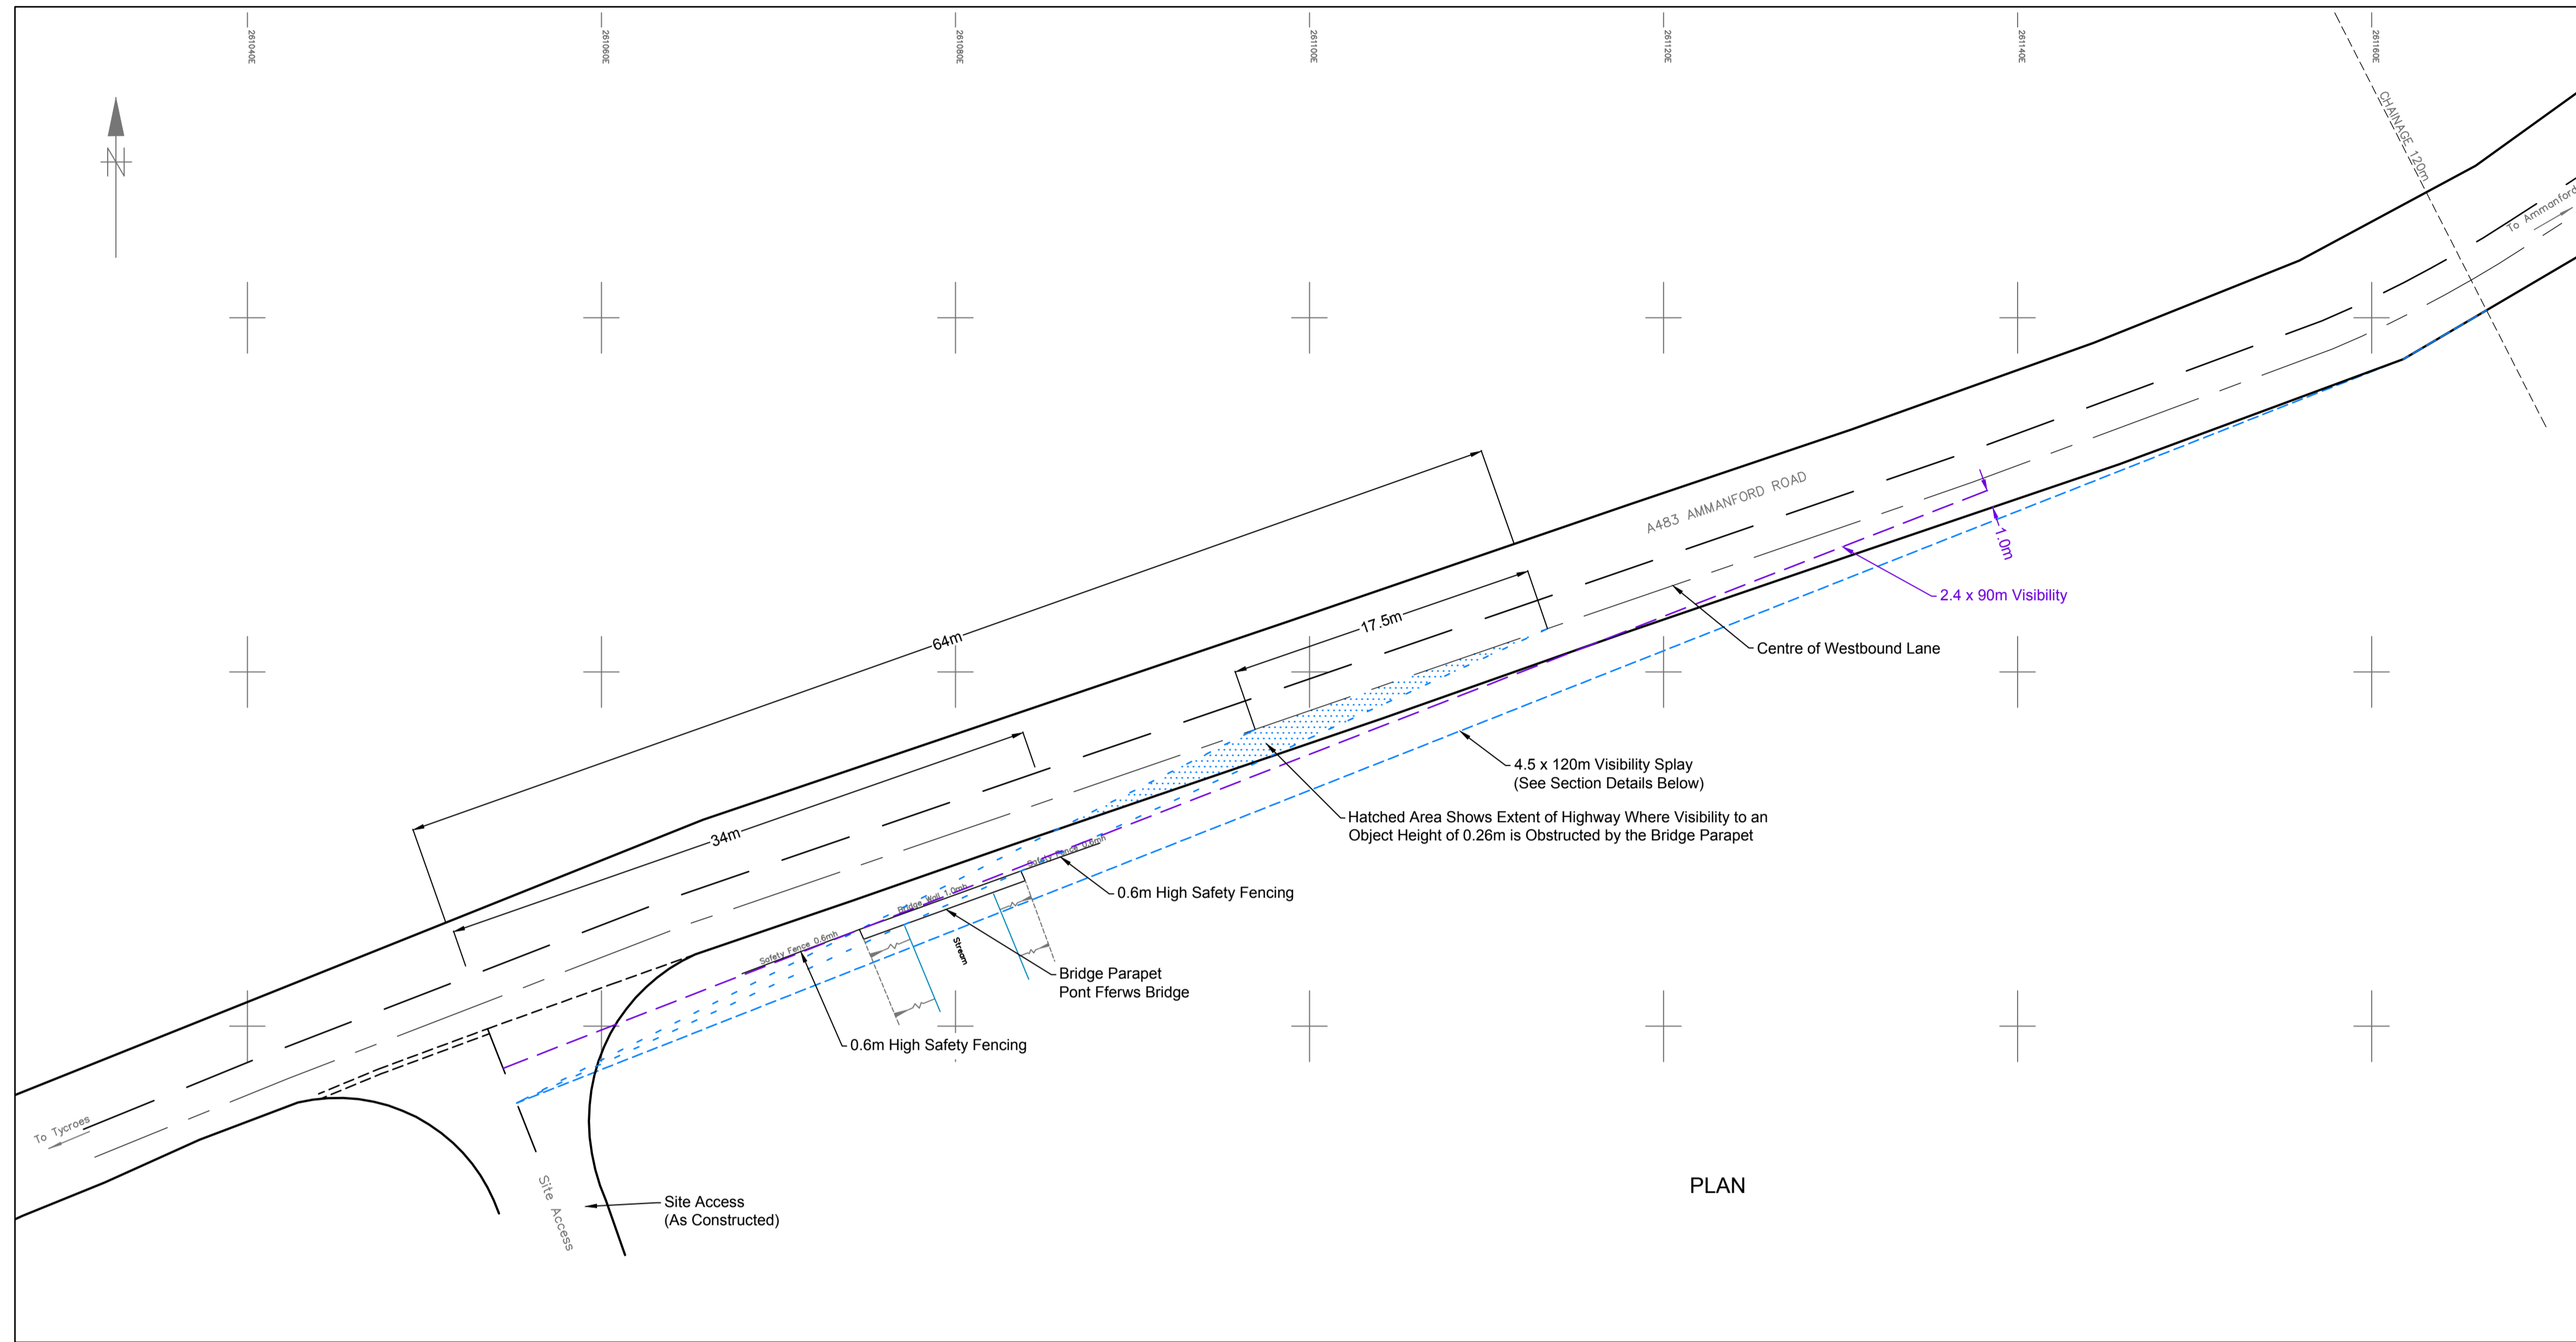 261040E
261060E
261080E
261100E
261120E
261140E
261160E
N
CHAINAGE 120m
To Ammanford
A483 AMMANFORD ROAD
1.0m
2.4 x 90m Visibility
64m
17.5m
Centre of Westbound Lane
4.5 x 120m Visibility Splay
(See Section Details Below)
Hatched Area Shows Extent of Highway Where Visibility to an
Object Height of 0.26m is Obstructed by the Bridge Parapet
34m
Safety Fence 0.6mh
Bridge Wall 1.0mh
0.6m High Safety Fencing
Safety Fence 0.6mh
Stream
Bridge Parapet
Pont Fferws Bridge
0.6m High Safety Fencing
To Tycroes
Site Access
Site Access
(As Constructed)
PLAN